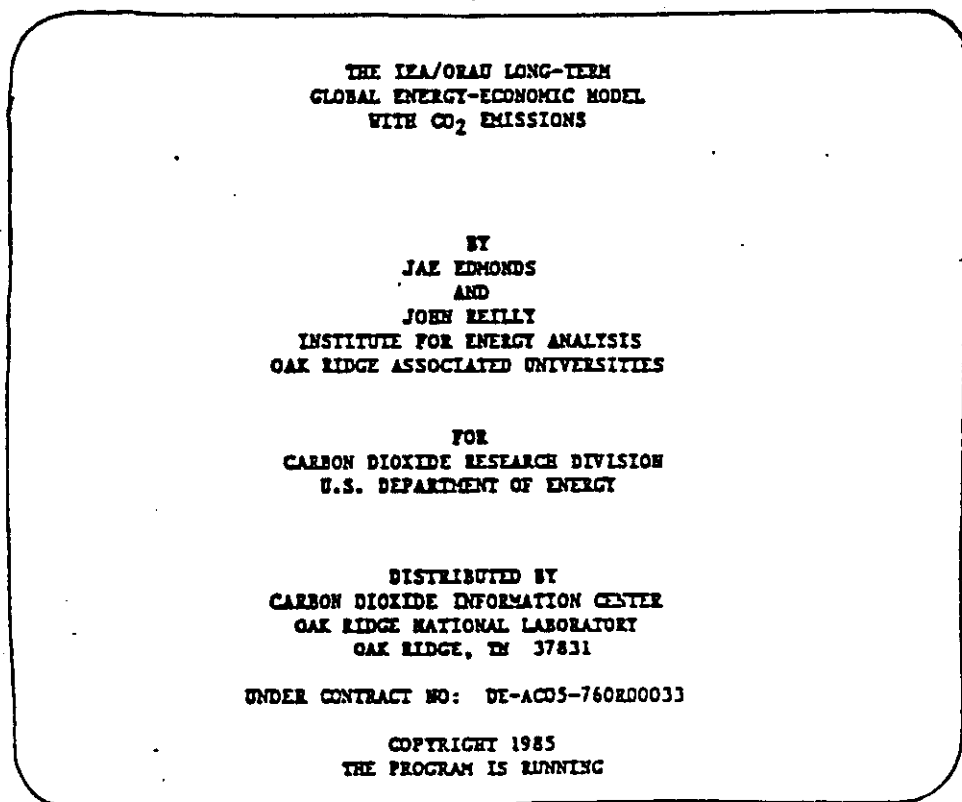 THE IEA/ORAU LONG-TERM
GLOBAL ENERGY-ECONOMIC MODEL
WITH CO2 EMISSIONS
BY
JAE EDMONDS
AND
JOHN REILLY
INSTITUTE FOR ENERGY ANALYSIS
OAK RIDGE ASSOCIATED UNIVERSITIES
FOR
CARBON DIOXIDE RESEARCH DIVISION
U.S. DEPARTMENT OF ENERGY
DISTRIBUTED BY
CARBON DIOXIDE INFORMATION CENTER
OAK RIDGE NATIONAL LABORATORY
OAK RIDGE, TN 37831
UNDER CONTRACT NO: DE-AC05-760R00033
COPYRIGHT 1985
THE PROGRAM IS RUNNING